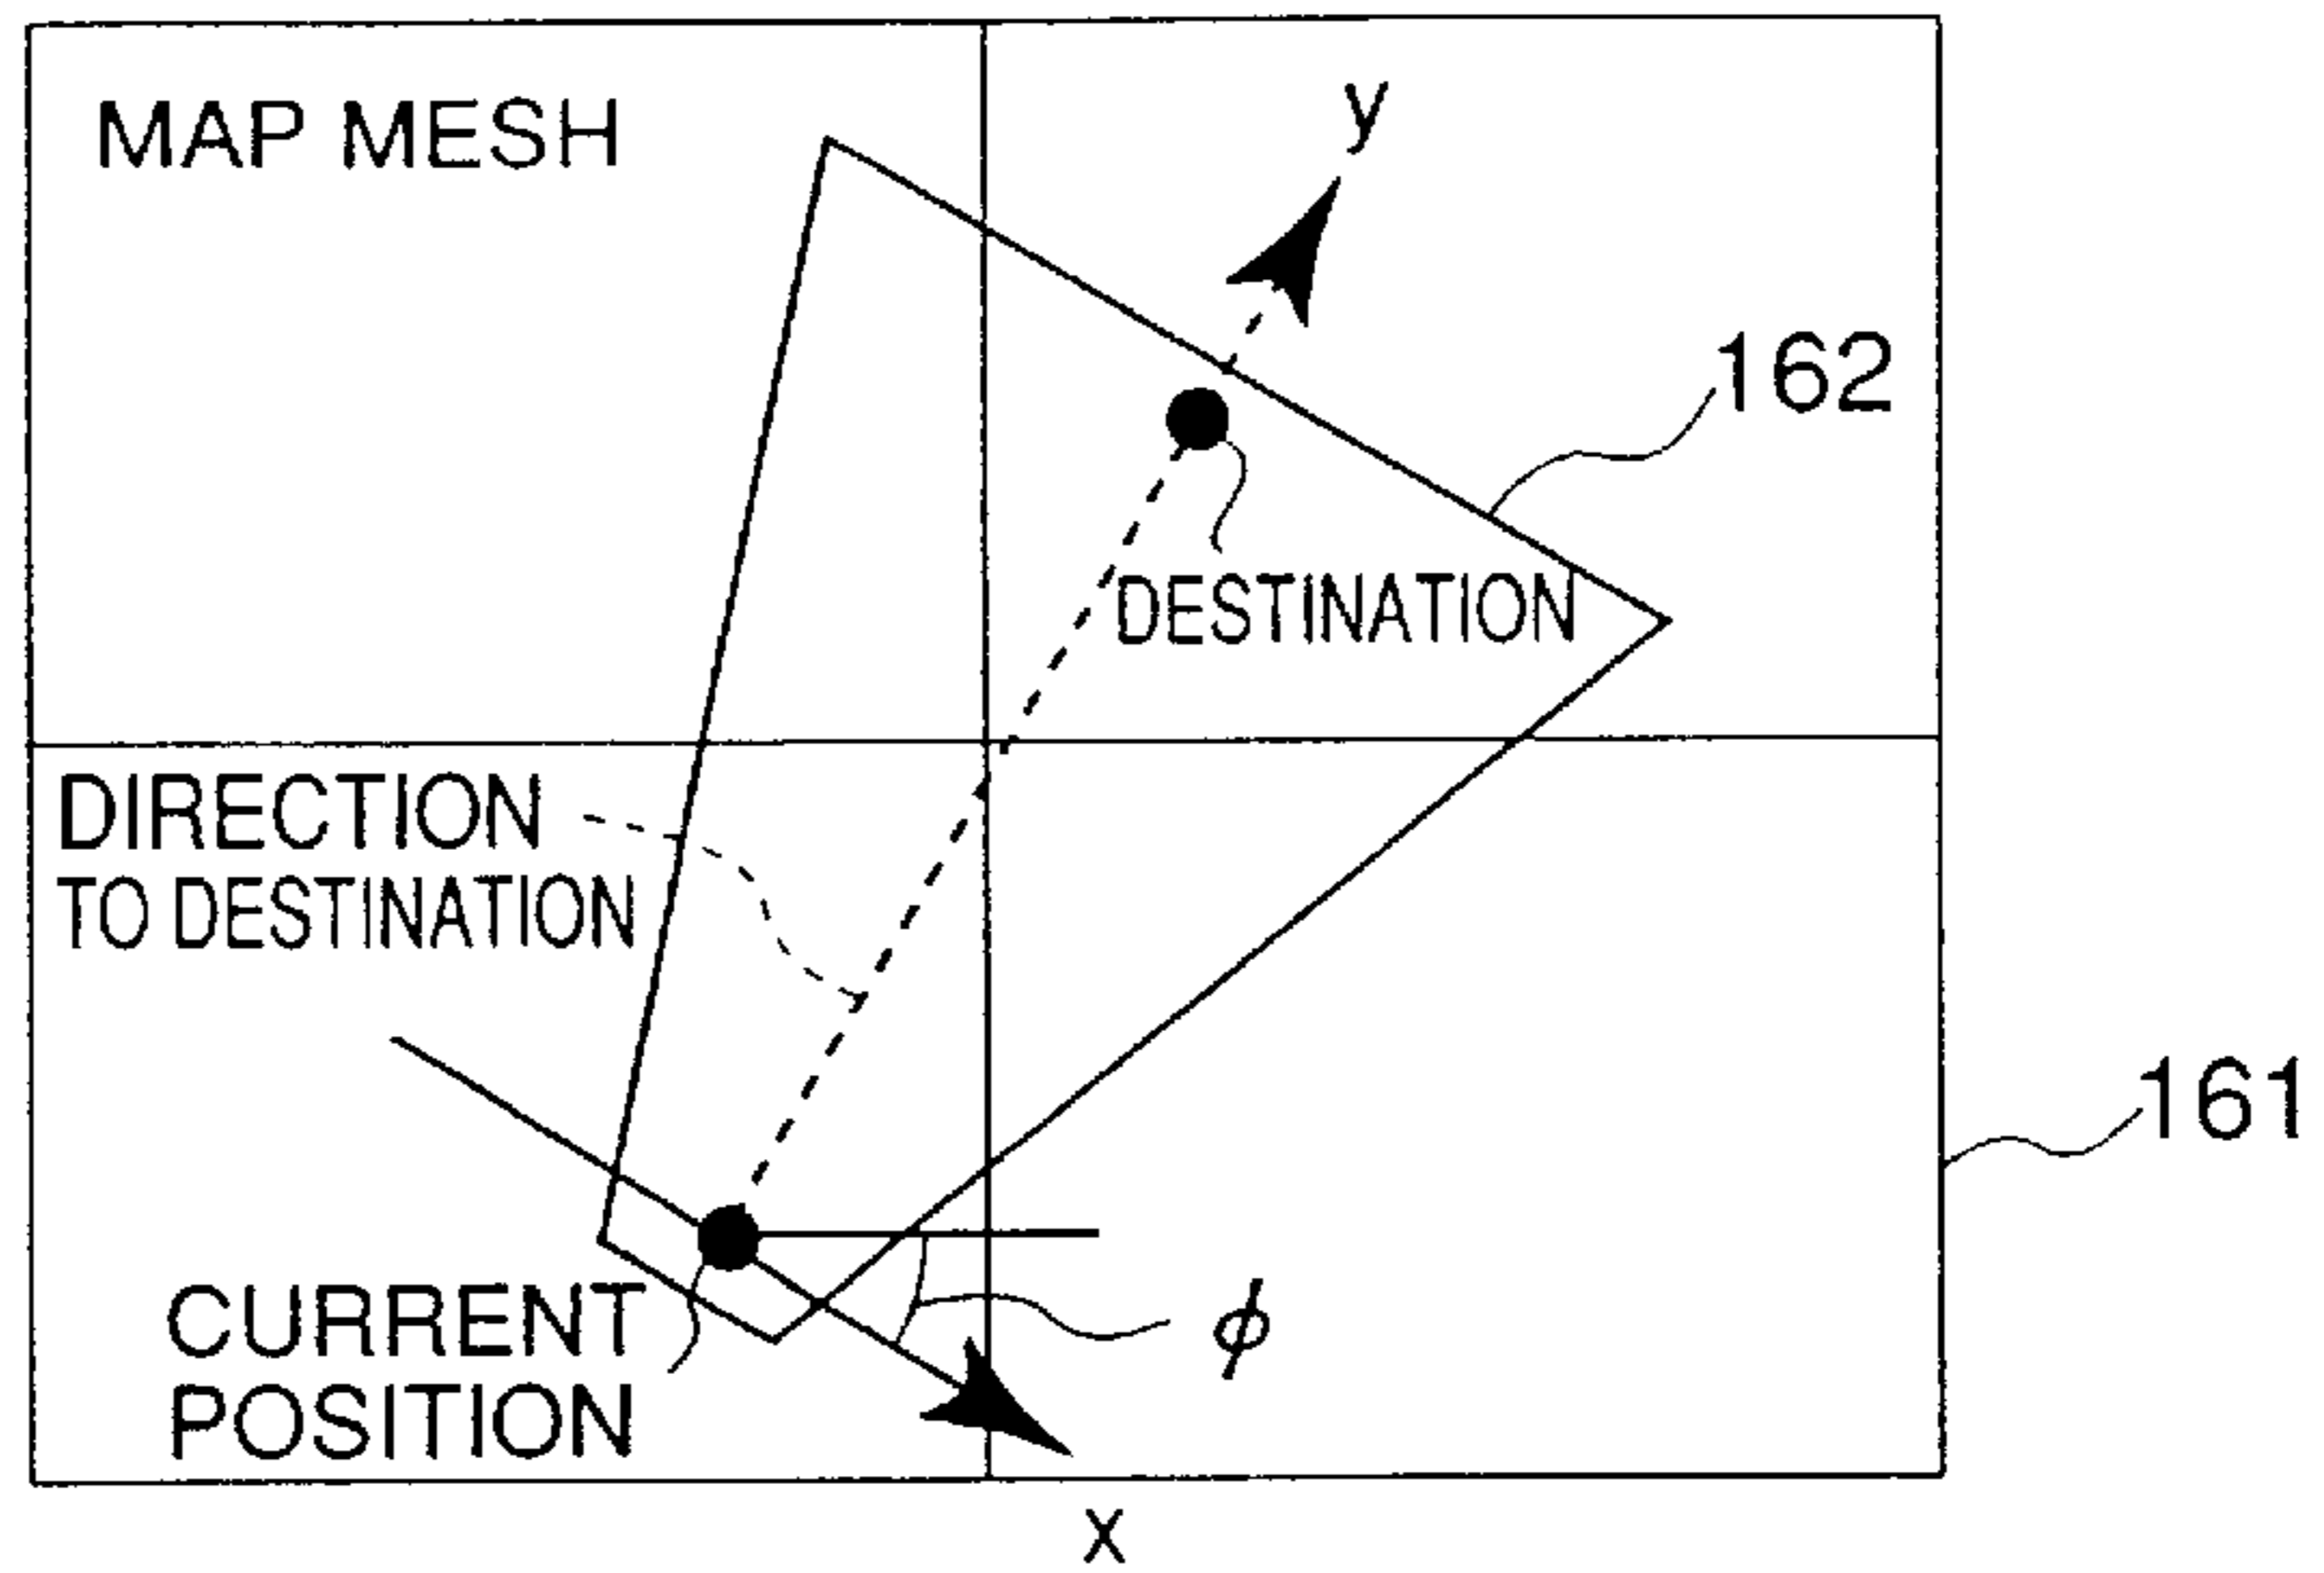 MAP MESH
y
162
DESTINATION
DIRECTION
TO DESTINATION
161
CURRENT
POSITION
ϕ
x